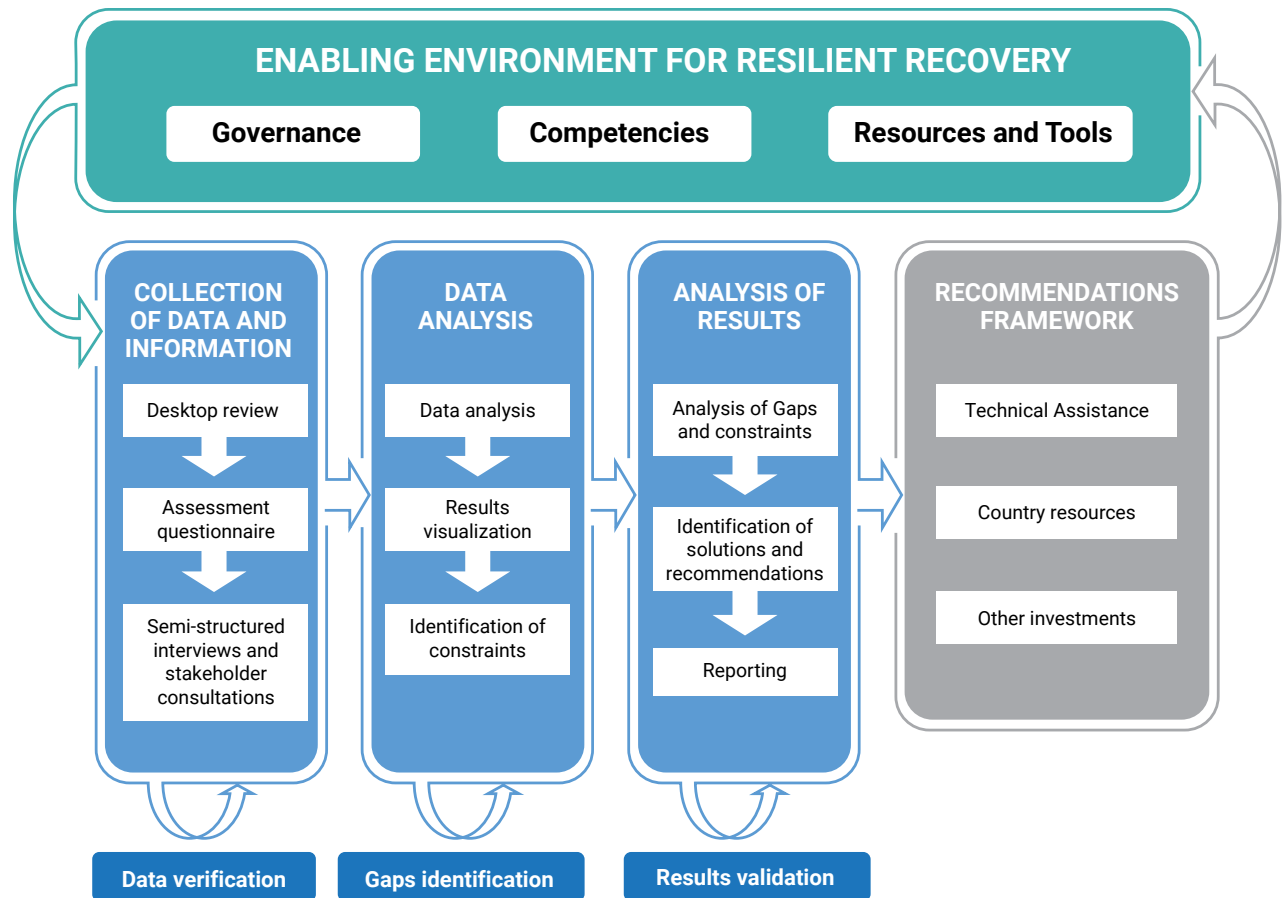 ENABLING ENVIRONMENT FOR RESILIENT RECOVERY
Governance
Competencies
Resources and Tools
COLLECTION
OF DATA AND
INFORMATION
Desktop review
Assessment
questionnaire
Semi-structured
interviews and
stakeholder
consultations
Data verification
DATA
ANALYSIS
Data analysis
Results
visualization
Identification of
constraints
Gaps identification
ANALYSIS OF
RESULTS
Analysis of Gaps
and constraints
Identification of
solutions and
recommendations
Reporting
Results validation
RECOMMENDATIONS
FRAMEWORK
Technical Assistance
Country resources
Other investments